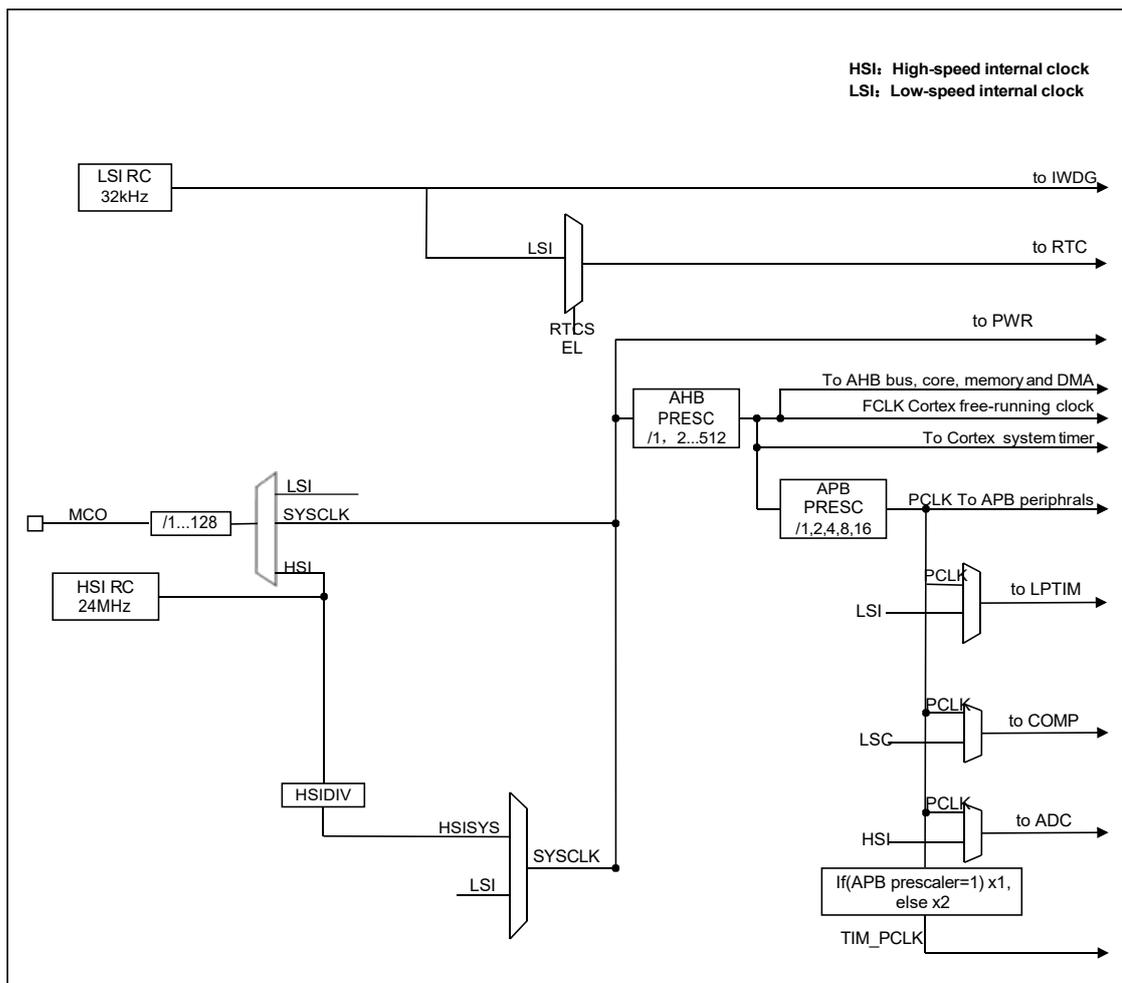 HSI：High-speed internal clock
LSI：Low-speed internal clock
LSI RC
32kHz
to IWDG
LSI
to RTC
RTCS
EL
to PWR
AHB
PRESC
/1，2...512
To AHB bus, core, memory and DMA
FCLK Cortex free-running clock
To Cortex system timer
APB
PRESC
/1,2,4,8,16
PCLK To APB periphrals
MCO
/1...128
LSI
SYSCLK
HSI
HSI RC
24MHz
PCLK
LSI
to LPTIM
PCLK
LSC
to COMP
HSIDIV
HSISYS
LSI
SYSCLK
PCLK
HSI
to ADC
If(APB prescaler=1) x1,
else x2
TIM_PCLK